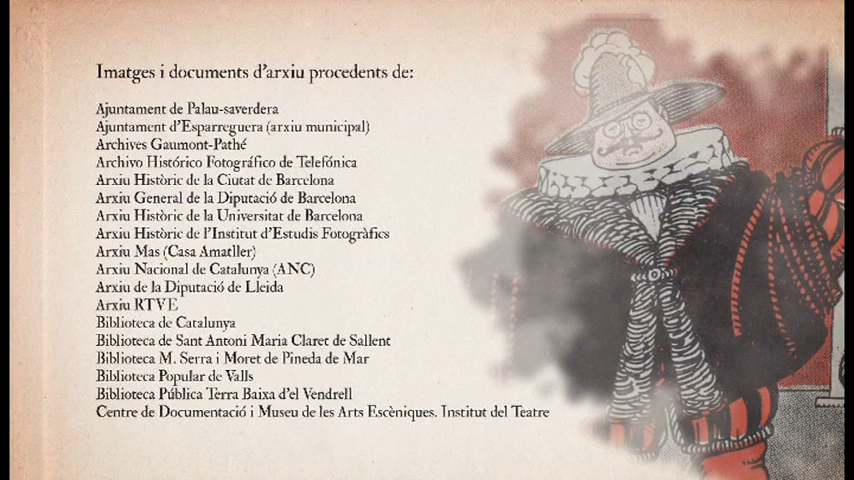 Imatges i documents d'arxiu procedents de:
Ajuntament de Palau-saverdera
Ajuntament d'Esparreguera (arxiu municipal)
Archives Gaumont-Pathé
Archivo Histórico Fotográfico de Telefónica
Arxiu Històric de la Ciutat de Barcelona
Arxiu General de la Diputació de Barcelona
Arxiu Històric de la Universitat de Barcelona
Arxiu Històric de l'Institut d'Estudis Fotogràfics
Arxiu Mas (Casa Amatller)
Arxiu Nacional de Catalunya (ANC)
Arxiu de la Diputació de Lleida
Arxiu RTVE
Biblioteca de Catalunya
Biblioteca de Sant Antoni Maria Claret de Sallent
Biblioteca M. Serra i Moret de Pineda de Mar
Biblioteca Popular de Valls
Biblioteca Pública Tèrra Baixa d'el Vendrell
Centre de Documentació i Museu de les Arts Escèniques. Institut del Teatre